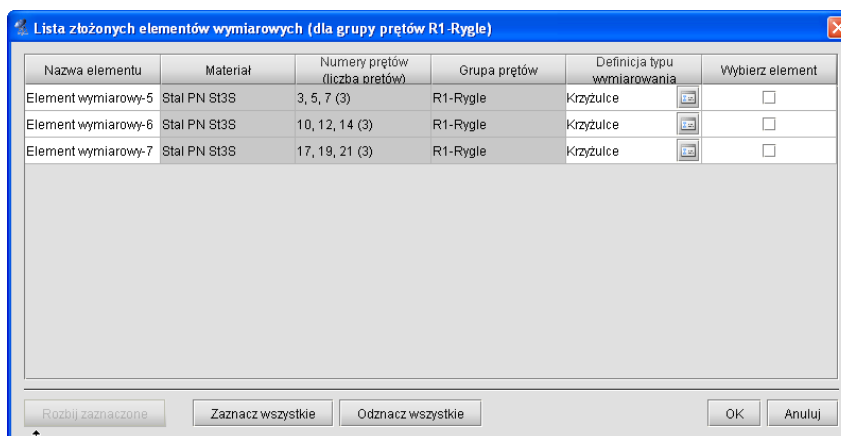 Lista złożonych elementów wymiarowych (dla grupy prętów R1-Rygle)
Nazwa elementu Materiał Numery prętów (liczba prętów) Grupa prętów Definicja typu wymiarowania Wybierz element
Element wymiarowy-5 Stal PN St3S 3, 5, 7 (3) R1-Rygle Krzyżulce
Element wymiarowy-6 Stal PN St3S 10, 12, 14 (3) R1-Rygle Krzyżulce
Element wymiarowy-7 Stal PN St3S 17, 19, 21 (3) R1-Rygle Krzyżulce
Rozbij zaznaczone Zaznacz wszystkie Odznacz wszystkie OK Anuluj